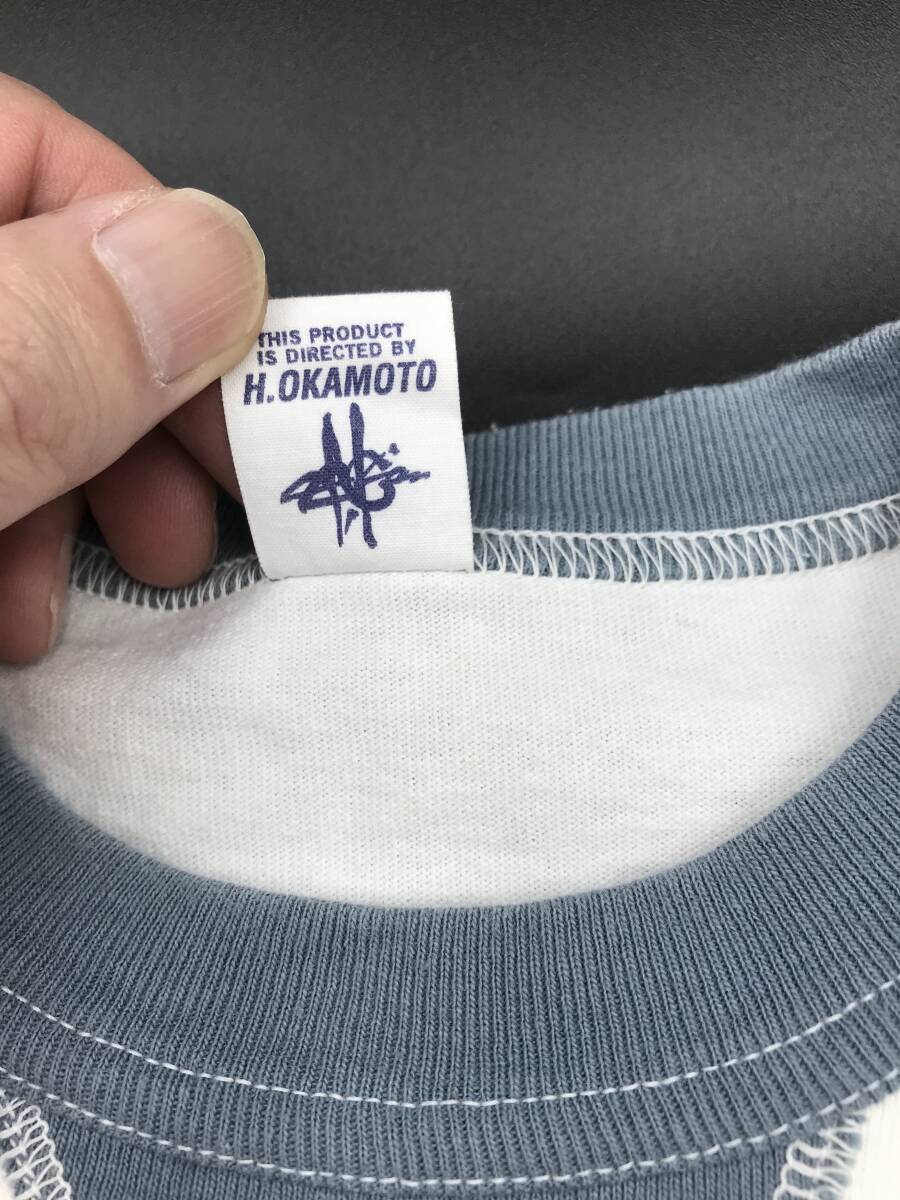 THIS PRODUCT
IS DIRECTED BY
H.OKAMOTO